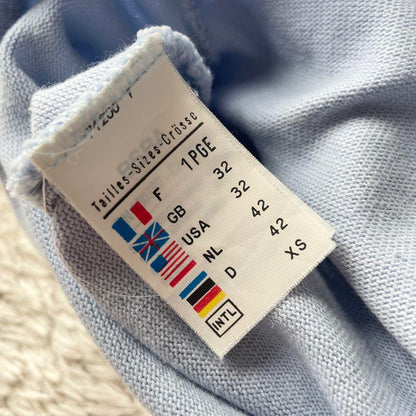 Tailles-Sizes-Grösse
F 1PGE
GB 32
USA 32
NL 42
D 42
INTL XS